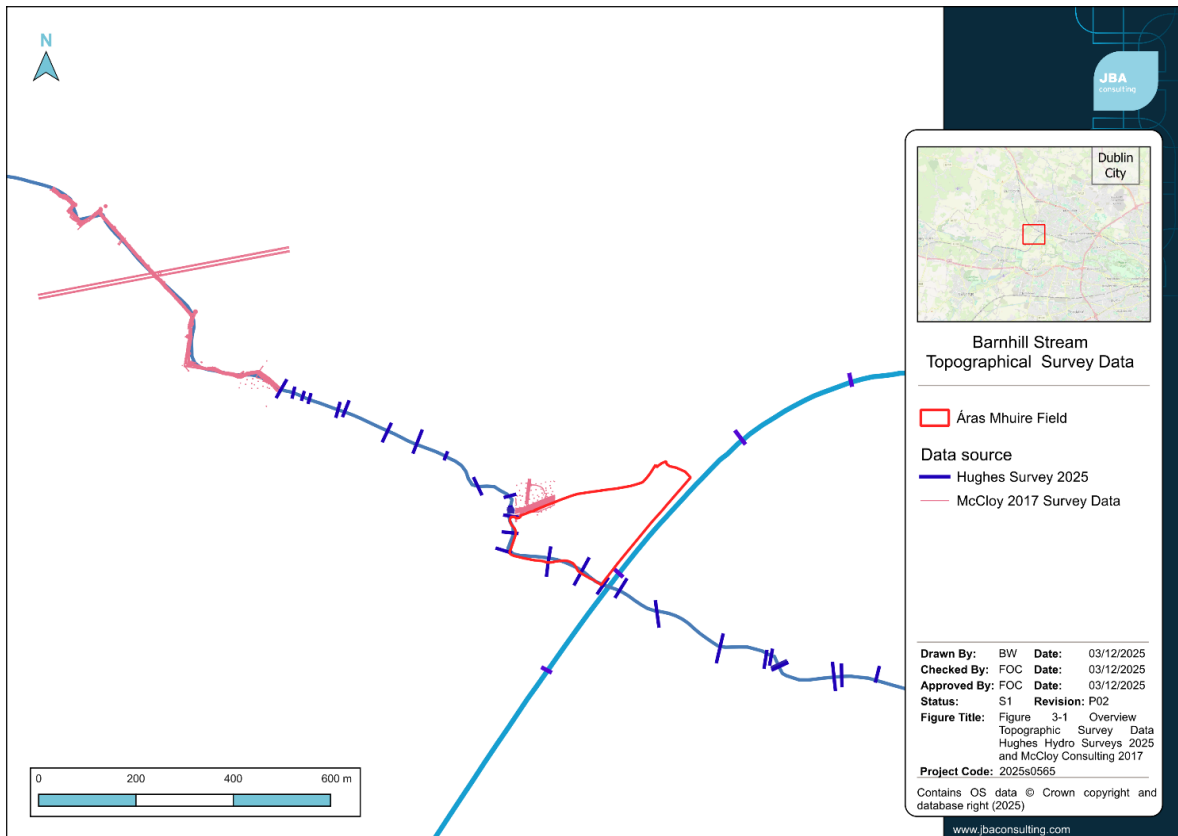 N
JBA
consulting
Dublin
City
Barnhill Stream
Topographical Survey Data
Áras Mhuire Field
Data source
Hughes Survey 2025
McCloy 2017 Survey Data
Drawn By: BW Date: 03/12/2025
Checked By: FOC Date: 03/12/2025
Approved By: FOC Date: 03/12/2025
Status: S1 Revision: P02
Figure Title: Figure 3-1 Overview
Topographic Survey Data
Hughes Hydro Surveys 2025
and McCloy Consulting 2017
Project Code: 2025s0565
Contains OS data © Crown copyright and
database right (2025)
0 200 400 600 m
www.jbaconsulting.com